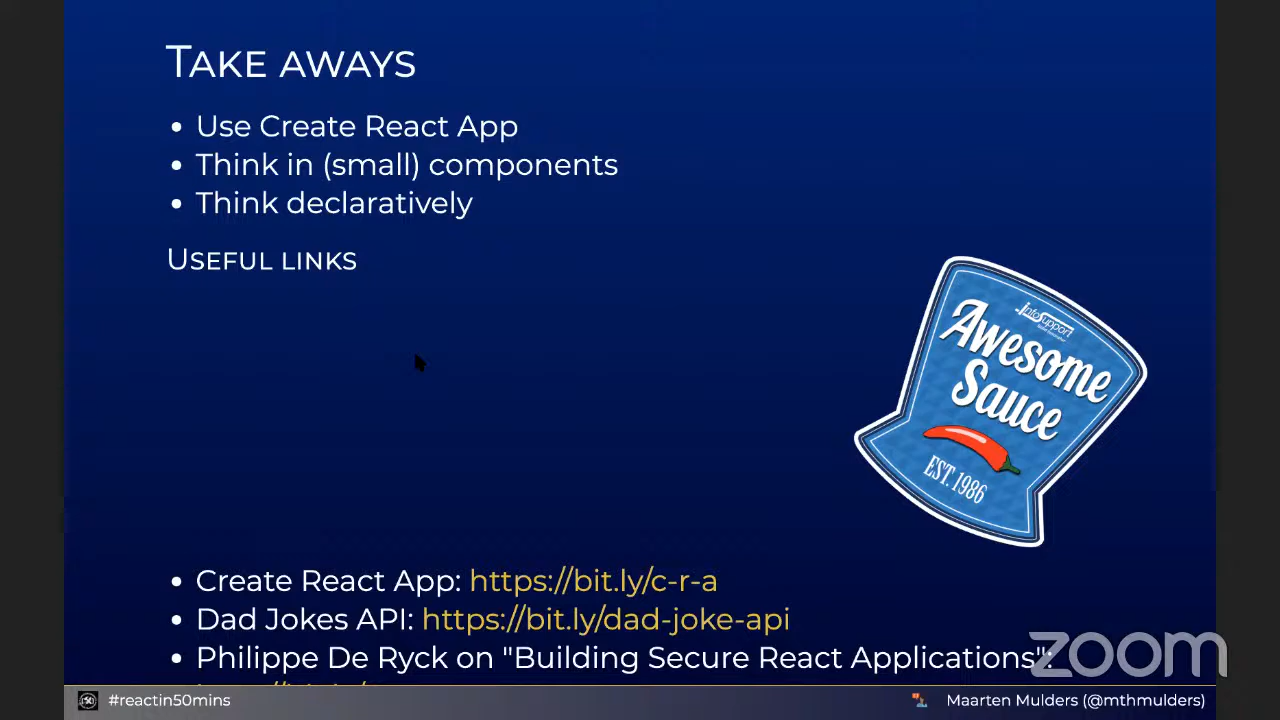 TAKE AWAYS
• Use Create React App
• Think in (small) components
• Think declaratively
USEFUL LINKS
InfoSupport
Awesome
Sauce
EST. 1986
• Create React App: https://bit.ly/c-r-a
• Dad Jokes API: https://bit.ly/dad-joke-api
• Philippe De Ryck on "Building Secure React Applications":
zoom
#reactin50mins
Maarten Mulders (@mthmulders)